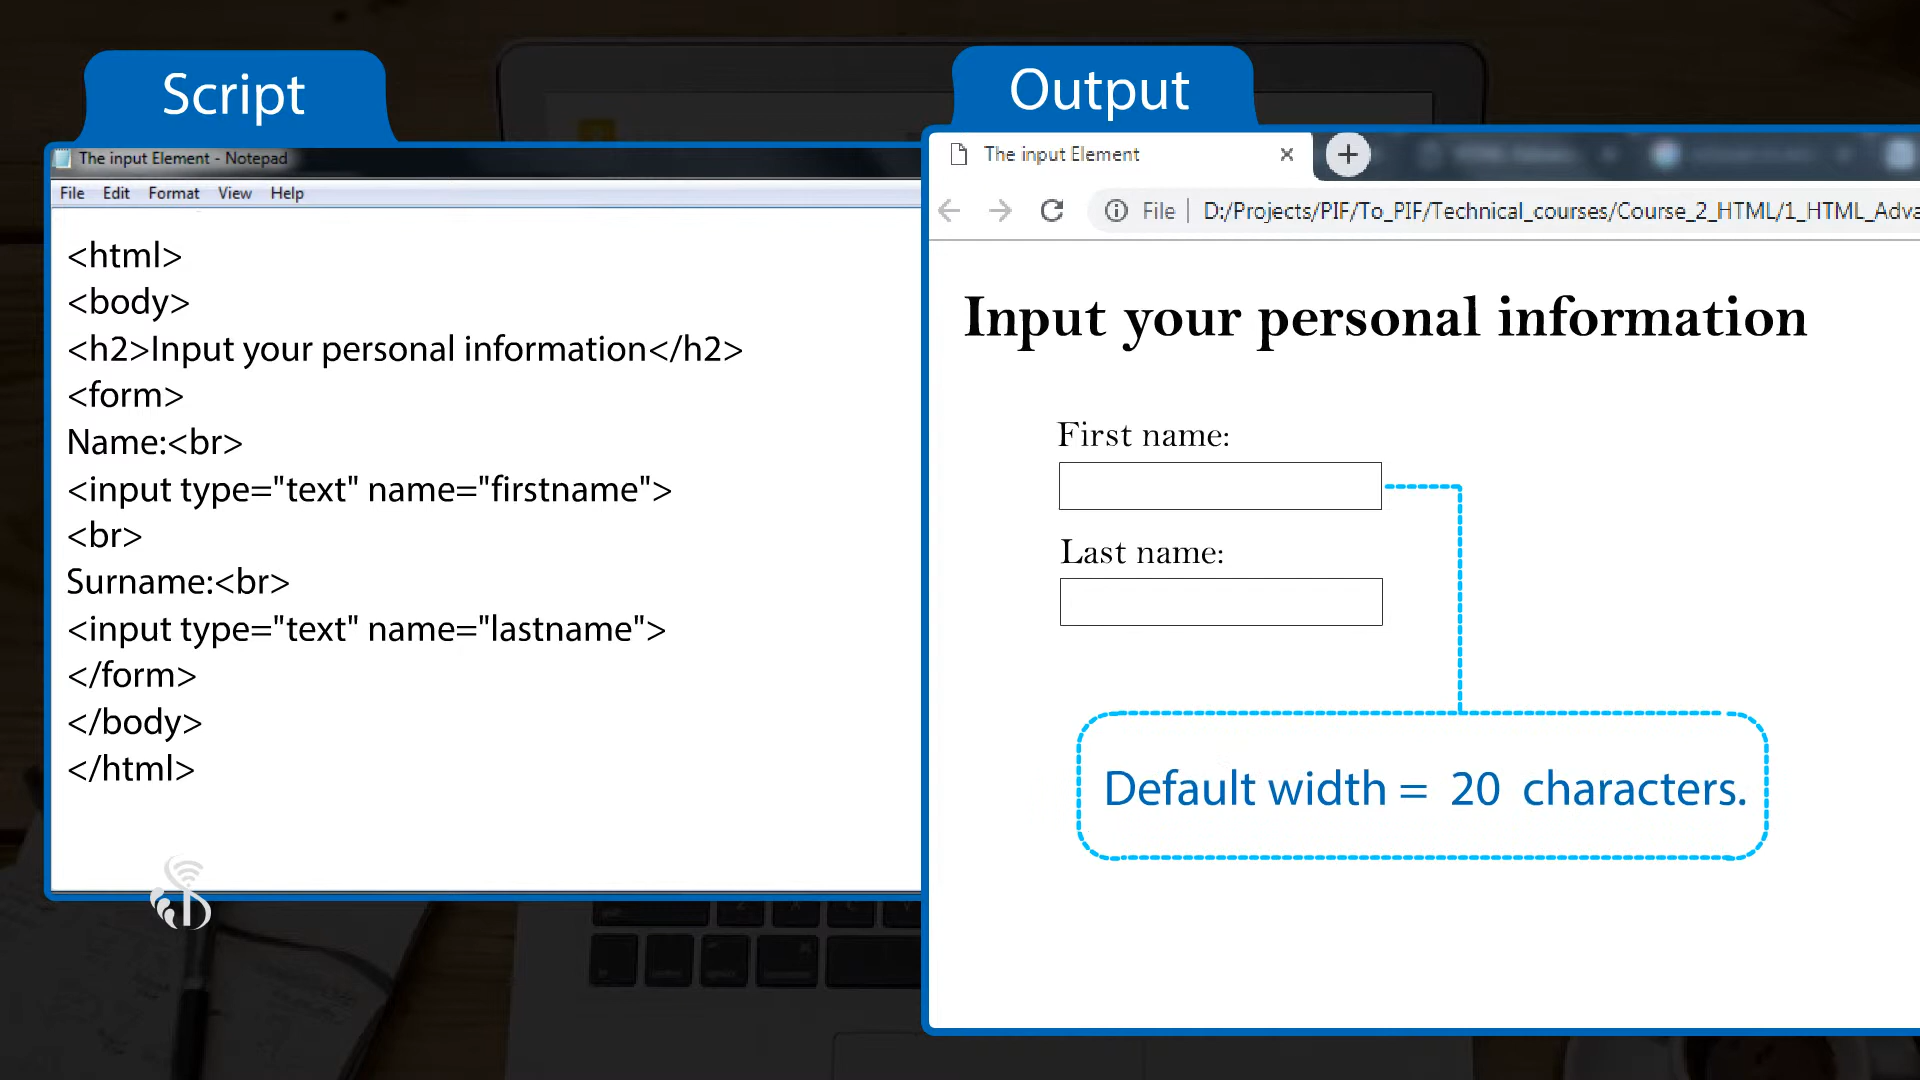 Script
The input Element - Notepad
File Edit Format View Help
<html>
<body>
<h2>Input your personal information</h2>
<form>
Name:<br>
<input type="text" name="firstname">
<br>
Surname:<br>
<input type="text" name="lastname">
</form>
</body>
</html>
Output
The input Element
File | D:/Projects/PIF/To_PIF/Technical_courses/Course_2_HTML/1_HTML_Adva
Input your personal information
First name:
Last name:
Default width = 20 characters.